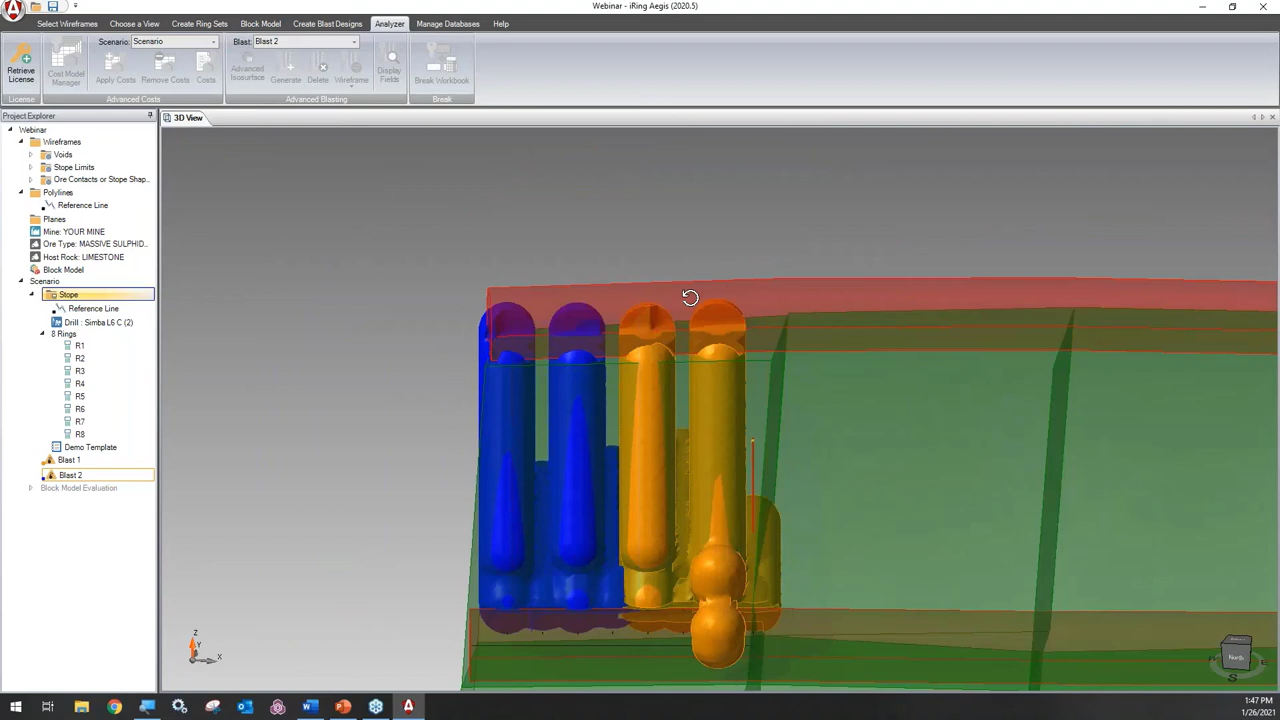 Webinar - iRing Aegis (2020.5)
Select Wireframes
Choose a View
Create Ring Sets
Block Model
Create Blast Designs
Analyzer
Manage Databases
Help
Retrieve License
Cost Model Manager
Scenario: Scenario
Apply Costs
Remove Costs
Costs
Blast: Blast 2
Advanced Isosurface
Generate
Delete
Wireframe
Display Fields
Break Workbook
License
Advanced Costs
Advanced Blasting
Break
Project Explorer
3D View
Webinar
Wireframes
Voids
Stope Limits
Ore Contacts or Stope Shap...
Polylines
Reference Line
Planes
Mine: YOUR MINE
Ore Type: MASSIVE SULPHID...
Host Rock: LIMESTONE
Block Model
Scenario
Stope
Reference Line
Drill : Simba L6 C (2)
8 Rings
R1
R2
R3
R4
R5
R6
R7
R8
Demo Template
Blast 1
Blast 2
Block Model Evaluation
Z
Y
X
North
S
1:47 PM
1/26/2021